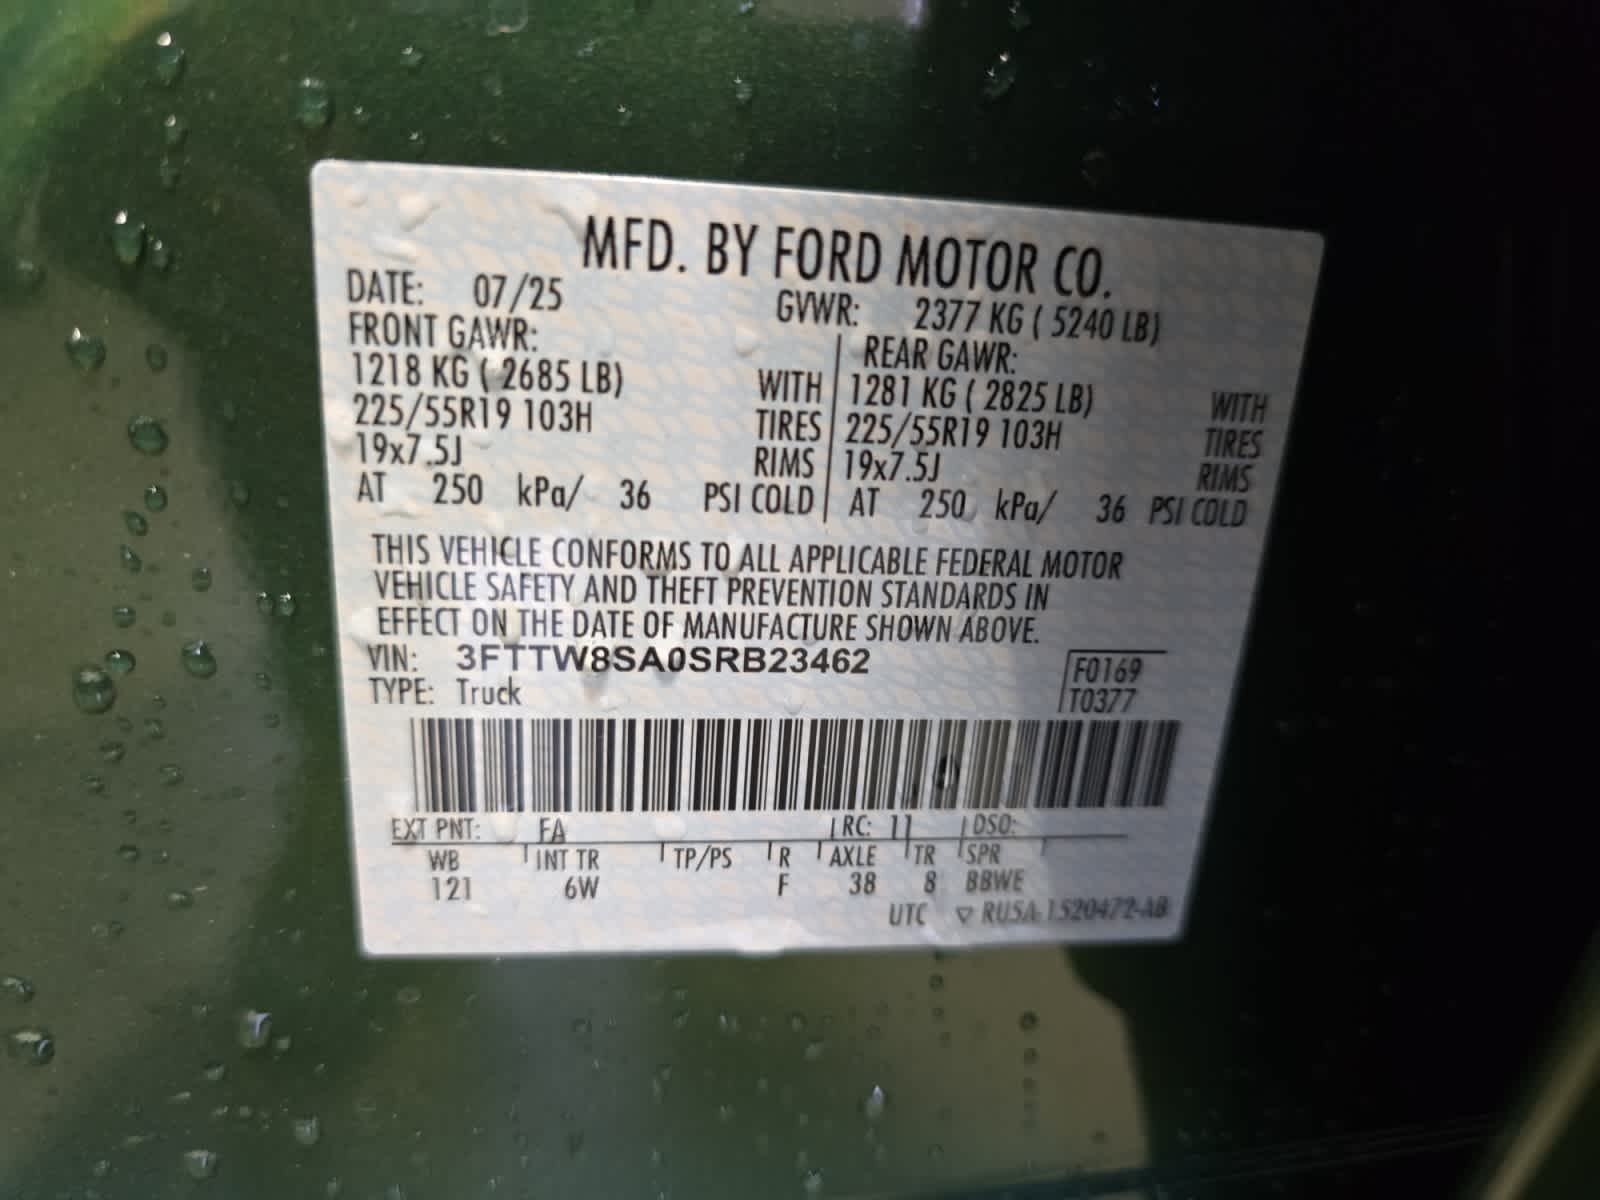 MFD. BY FORD MOTOR CO.
DATE: 07/25 GVWR: 2377 KG ( 5240 LB)
FRONT GAWR: REAR GAWR:
1218 KG ( 2685 LB) WITH 1281 KG ( 2825 LB) WITH
225/55R19 103H TIRES 225/55R19 103H TIRES
19x7.5J RIMS 19x7.5J RIMS
AT 250 kPa/ 36 PSI COLD AT 250 kPa/ 36 PSI COLD
THIS VEHICLE CONFORMS TO ALL APPLICABLE FEDERAL MOTOR
VEHICLE SAFETY AND THEFT PREVENTION STANDARDS IN
EFFECT ON THE DATE OF MANUFACTURE SHOWN ABOVE.
VIN: 3FTTW8SA0SRB23462 F0169
TYPE: Truck T0377
EXT PNT: FA RC: 11 DSO:
WB INT TR TP/PS R AXLE TR SPR
121 6W F 38 8 BBWE
UTC ▽ RU5A-1520472-AB